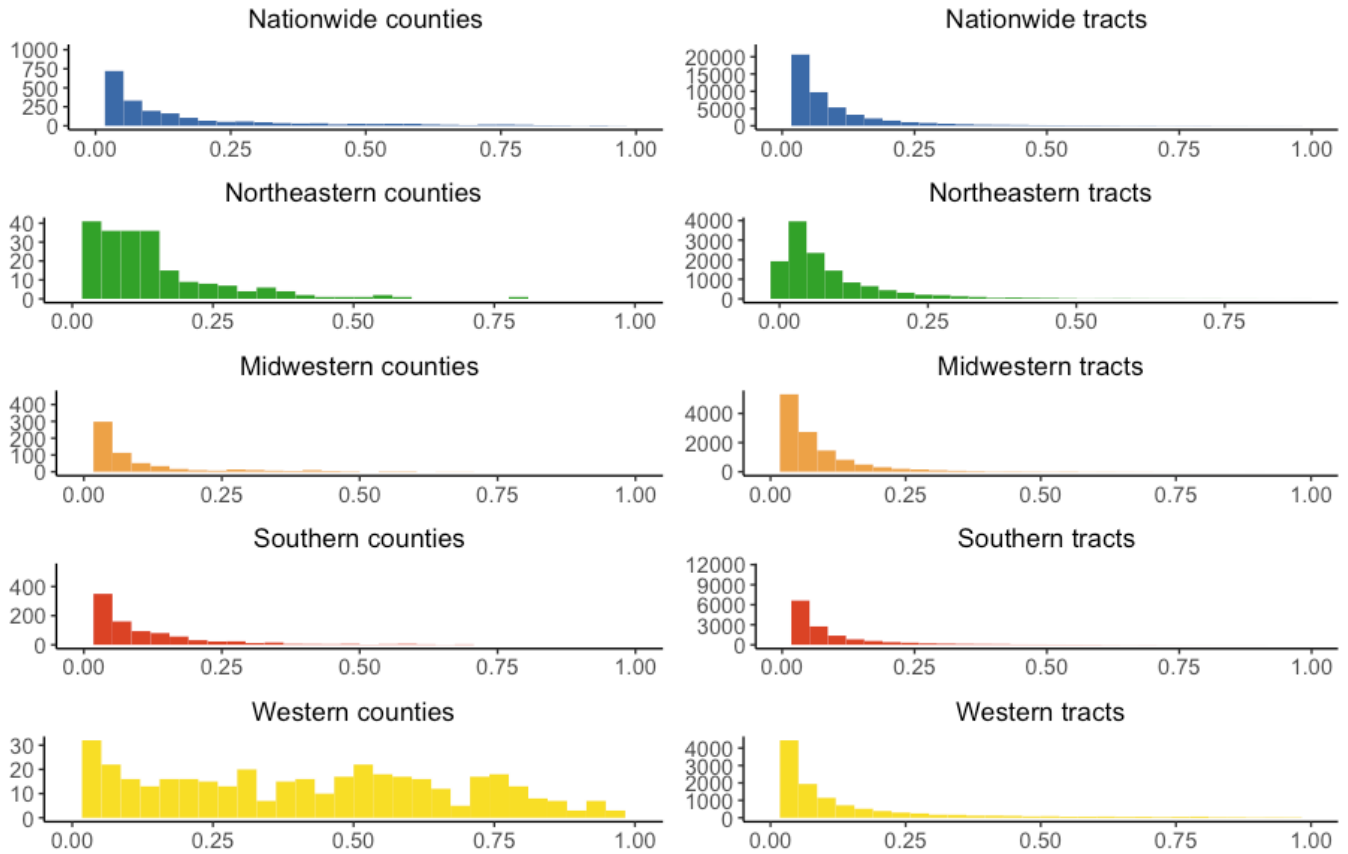 Nationwide counties
1000
750
500
250
0
0.00 0.25 0.50 0.75 1.00
Nationwide tracts
20000
15000
10000
5000
0
0.00 0.25 0.50 0.75 1.00
Northeastern counties
40
30
20
10
0
0.00 0.25 0.50 0.75 1.00
Northeastern tracts
4000
3000
2000
1000
0
0.00 0.25 0.50 0.75
Midwestern counties
400
300
200
100
0
0.00 0.25 0.50 0.75 1.00
Midwestern tracts
4000
2000
0
0.00 0.25 0.50 0.75 1.00
Southern counties
400
200
0
0.00 0.25 0.50 0.75 1.00
Southern tracts
12000
9000
6000
3000
0
0.00 0.25 0.50 0.75 1.00
Western counties
30
20
10
0
0.00 0.25 0.50 0.75 1.00
Western tracts
4000
3000
2000
1000
0
0.00 0.25 0.50 0.75 1.00